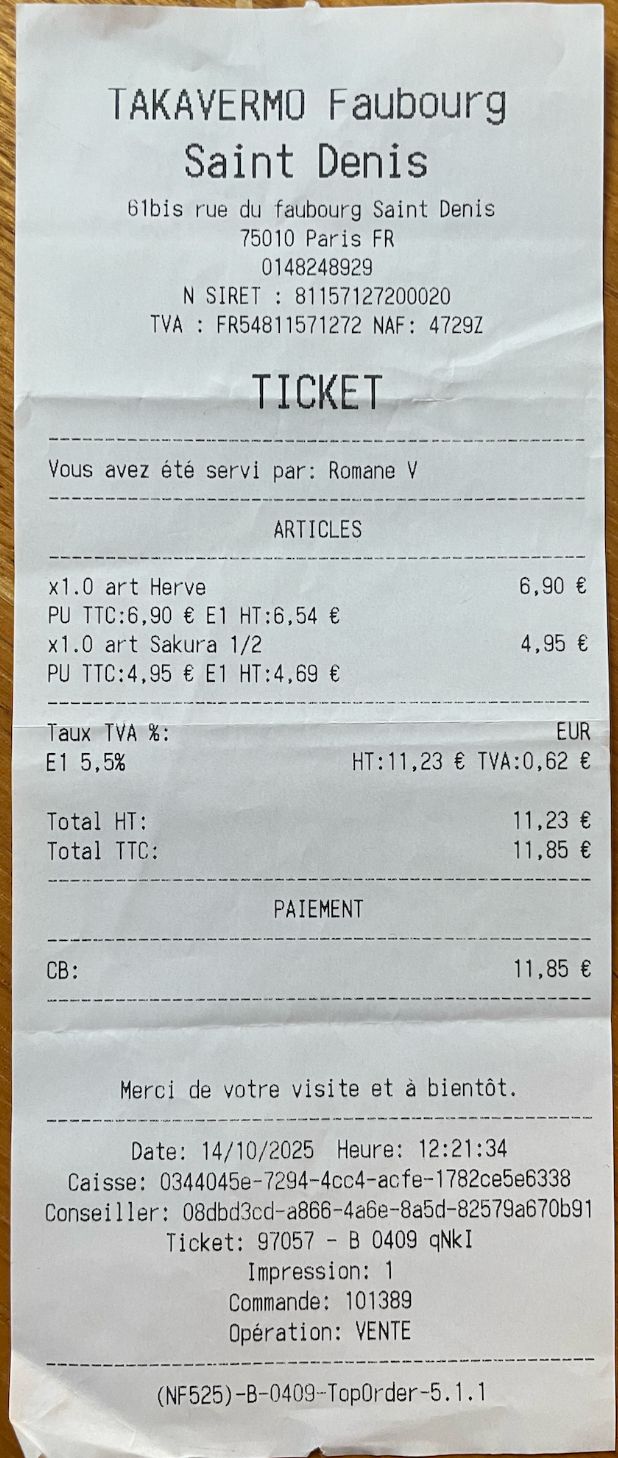 TAKAVERMO Faubourg
Saint Denis
61bis rue du faubourg Saint Denis
75010 Paris FR
0148248929
N SIRET : 81157127200020
TVA : FR54811571272 NAF: 4729Z
TICKET
Vous avez été servi par: Romane V
ARTICLES
x1.0 art Herve 6,90 €
PU TTC:6,90 € E1 HT:6,54 €
x1.0 art Sakura 1/2 4,95 €
PU TTC:4,95 € E1 HT:4,69 €
Taux TVA %: EUR
E1 5,5% HT:11,23 € TVA:0,62 €
Total HT: 11,23 €
Total TTC: 11,85 €
PAIEMENT
CB: 11,85 €
Merci de votre visite et à bientôt.
Date: 14/10/2025 Heure: 12:21:34
Caisse: 0344045e-7294-4cc4-acfe-1782ce5e6338
Conseiller: 08dbd3cd-a866-4a6e-8a5d-82579a670b91
Ticket: 97057 - B 0409 qNkI
Impression: 1
Commande: 101389
Opération: VENTE
(NF525)-B-0409-TopOrder-5.1.1